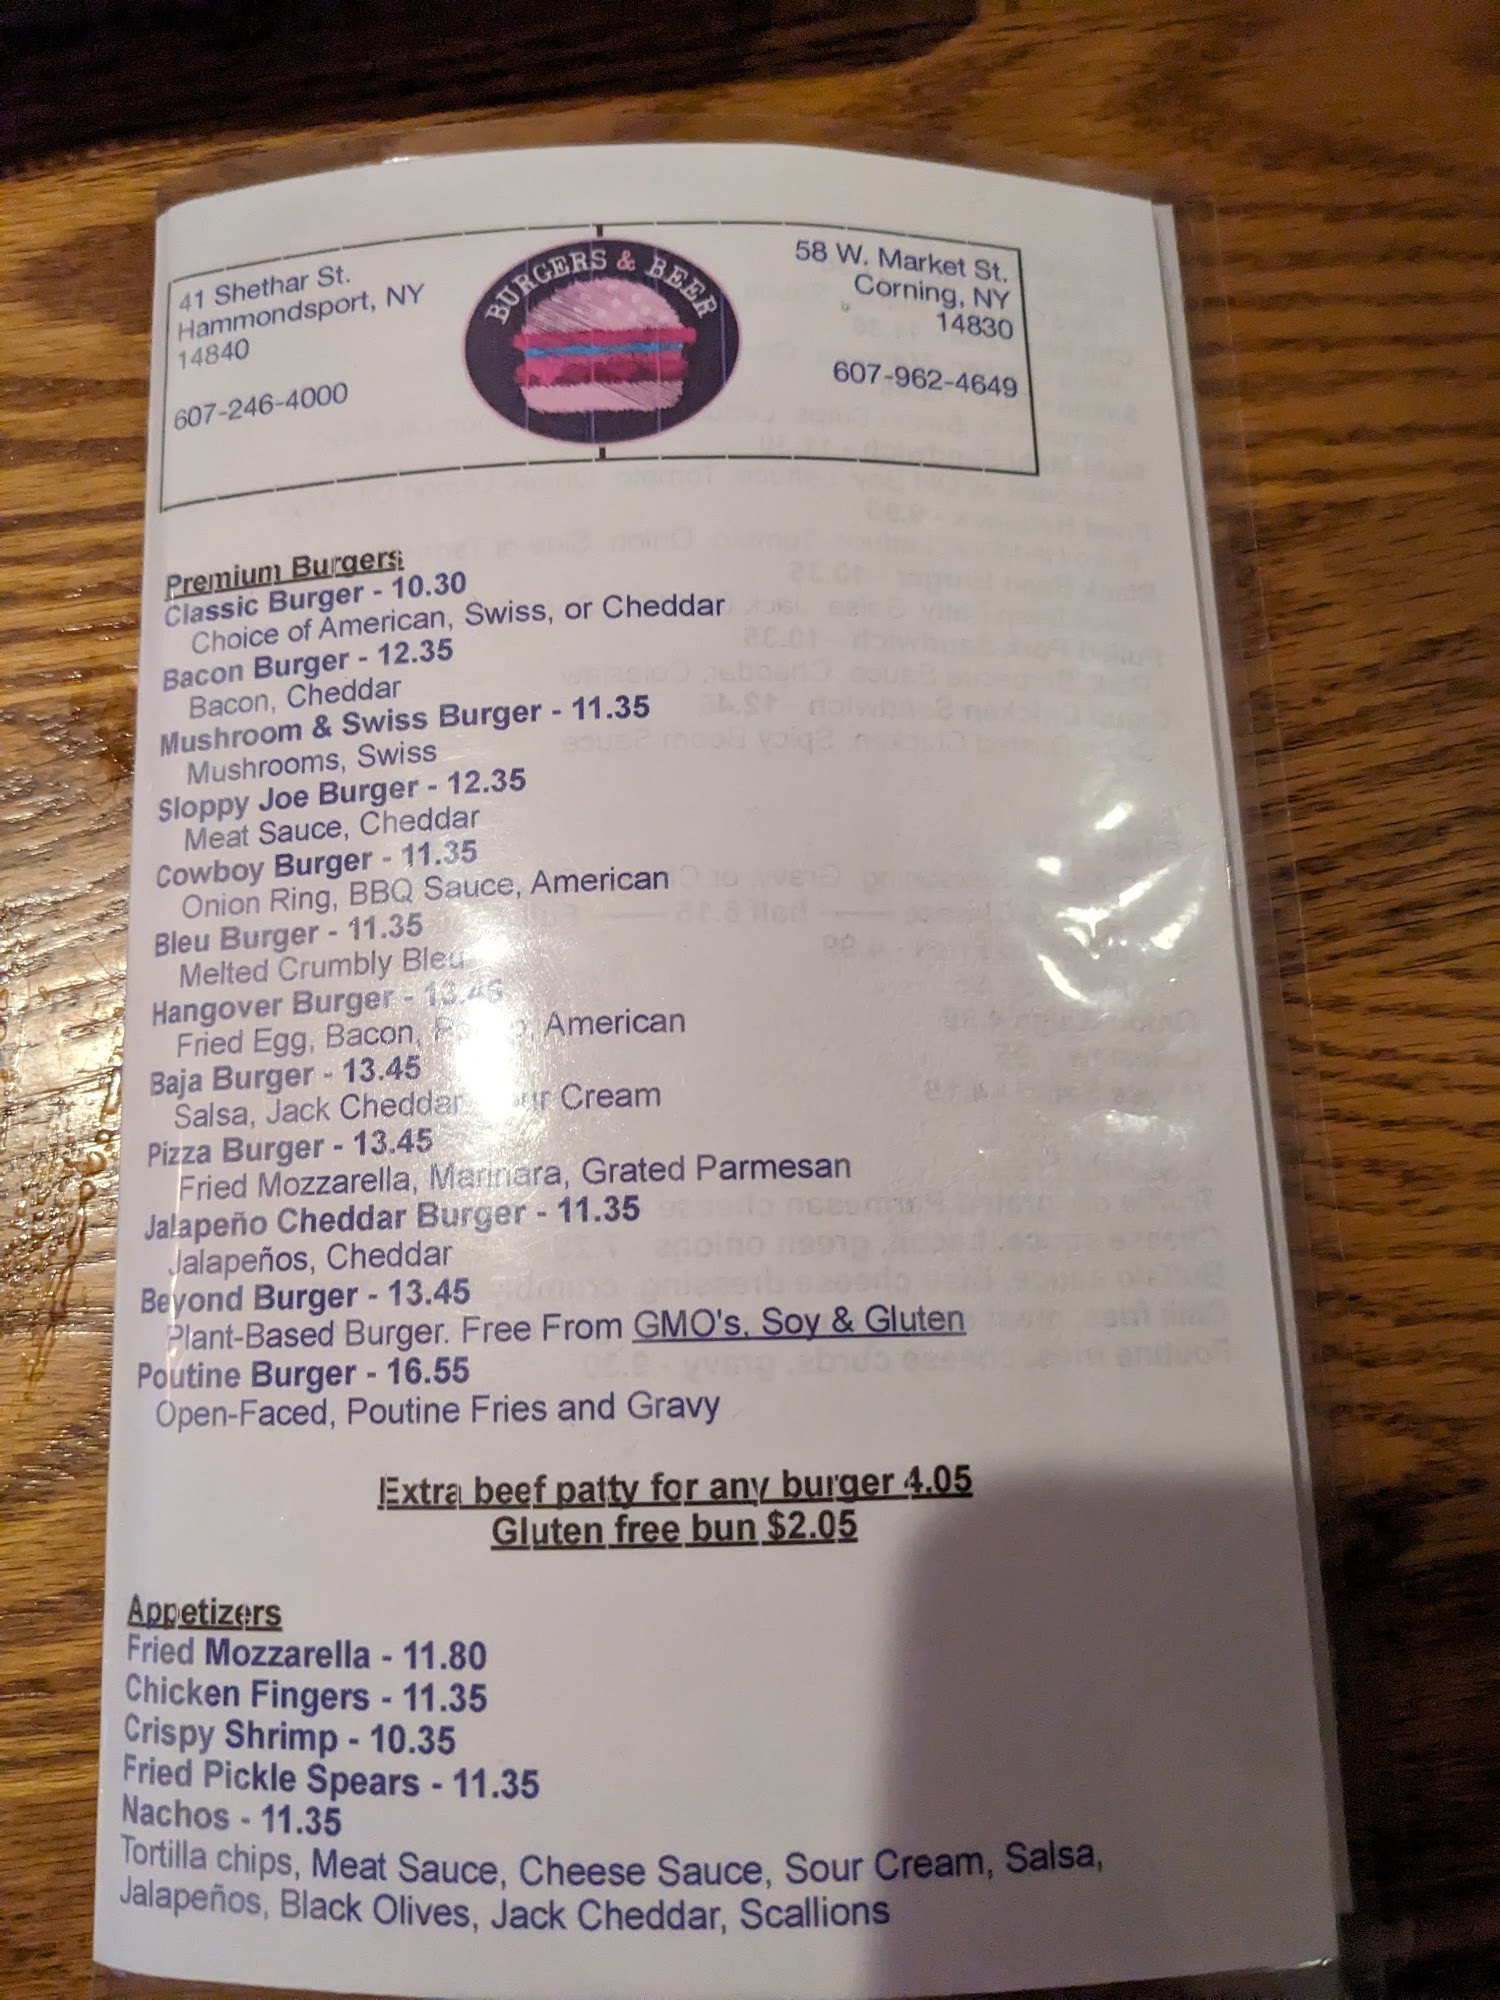 41 Shethar St.
Hammondsport, NY
14840
607-246-4000
BURGERS & BEER
58 W. Market St.
Corning, NY
14830
607-962-4649
Premium Burgers
Classic Burger - 10.30
Choice of American, Swiss, or Cheddar
Bacon Burger - 12.35
Bacon, Cheddar
Mushroom & Swiss Burger - 11.35
Mushrooms, Swiss
Sloppy Joe Burger - 12.35
Meat Sauce, Cheddar
Cowboy Burger - 11.35
Onion Ring, BBQ Sauce, American
Bleu Burger - 11.35
Melted Crumbly Bleu
Hangover Burger - 13.45
Fried Egg, Bacon, American
Baja Burger - 13.45
Salsa, Jack Cheddar, Sour Cream
Pizza Burger - 13.45
Fried Mozzarella, Marinara, Grated Parmesan
Jalapeño Cheddar Burger - 11.35
Jalapeños, Cheddar
Beyond Burger - 13.45
Plant-Based Burger. Free From GMO's, Soy & Gluten
Poutine Burger - 16.55
Open-Faced, Poutine Fries and Gravy
Extra beef patty for any burger 4.05
Gluten free bun $2.05
Appetizers
Fried Mozzarella - 11.80
Chicken Fingers - 11.35
Crispy Shrimp - 10.35
Fried Pickle Spears - 11.35
Nachos - 11.35
Tortilla chips, Meat Sauce, Cheese Sauce, Sour Cream, Salsa,
Jalapeños, Black Olives, Jack Cheddar, Scallions